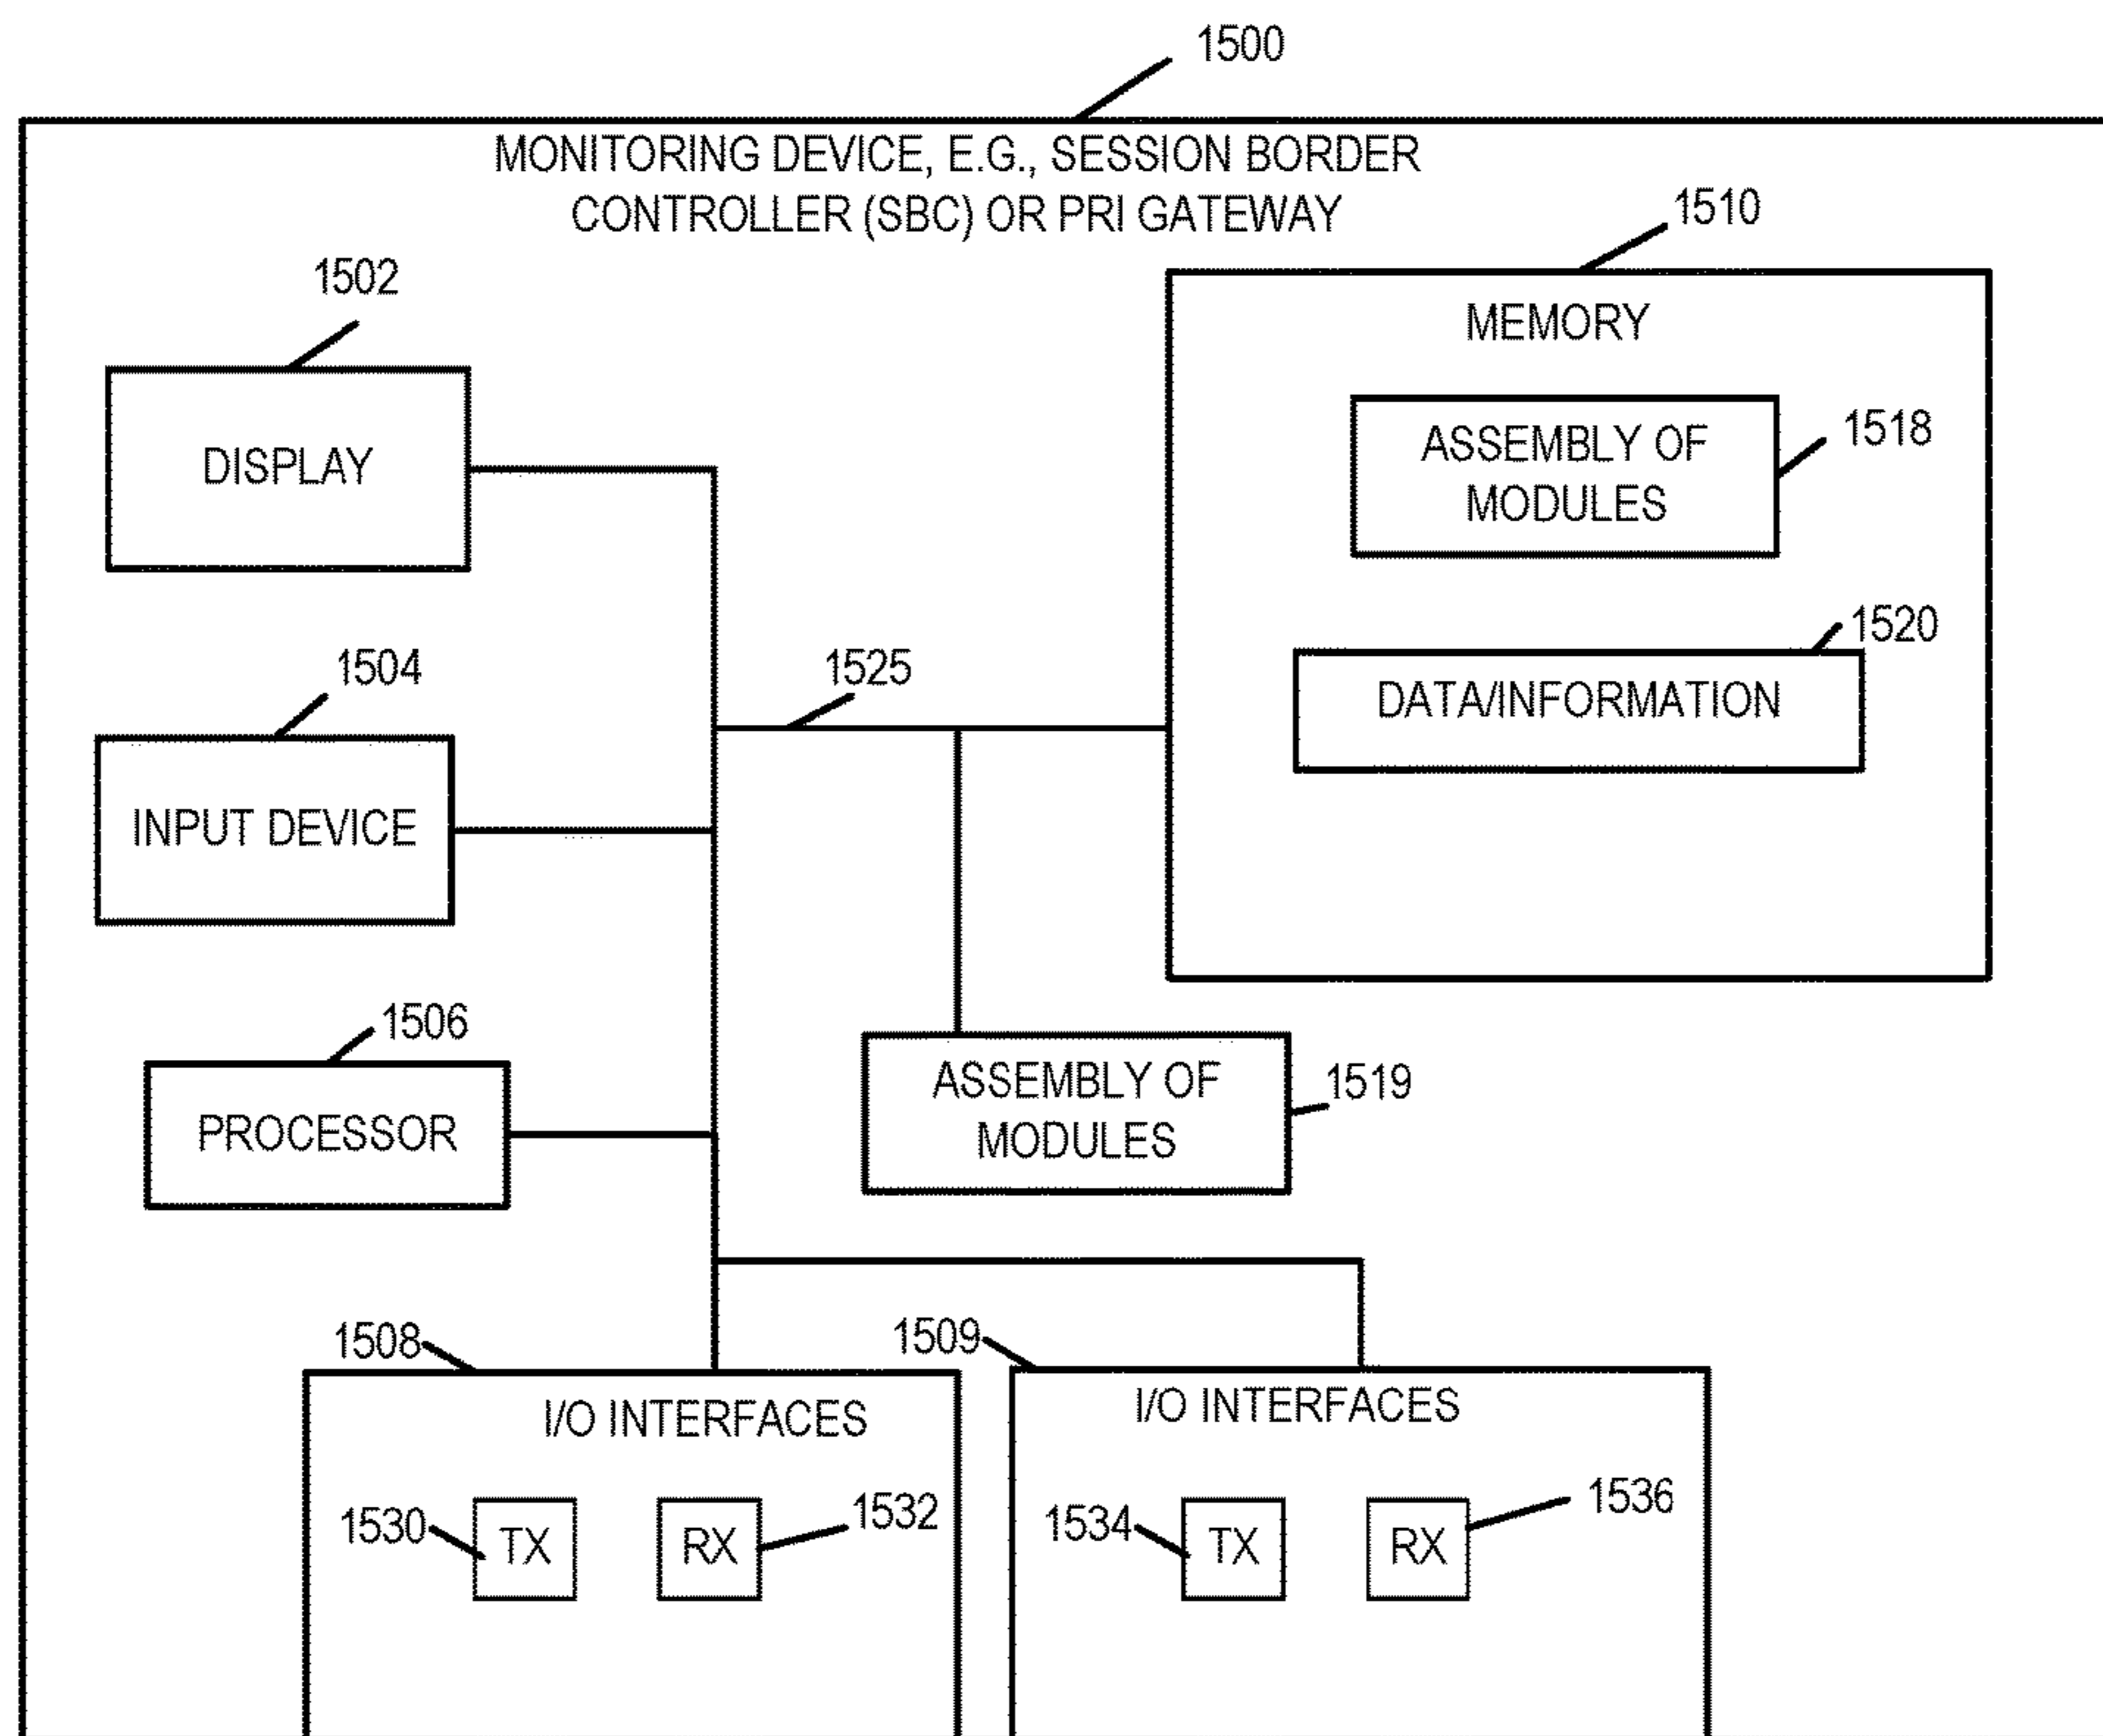 1500
MONITORING DEVICE, E.G., SESSION BORDER
CONTROLLER (SBC) OR PRI GATEWAY
1510
1502
MEMORY
DISPLAY
ASSEMBLY OF
MODULES
1518
1520
DATA/INFORMATION
1504
1525
INPUT DEVICE
1506
PROCESSOR
ASSEMBLY OF
MODULES
1519
1508
I/O INTERFACES
1509
I/O INTERFACES
1530
TX
RX
1532
1534
TX
RX
1536